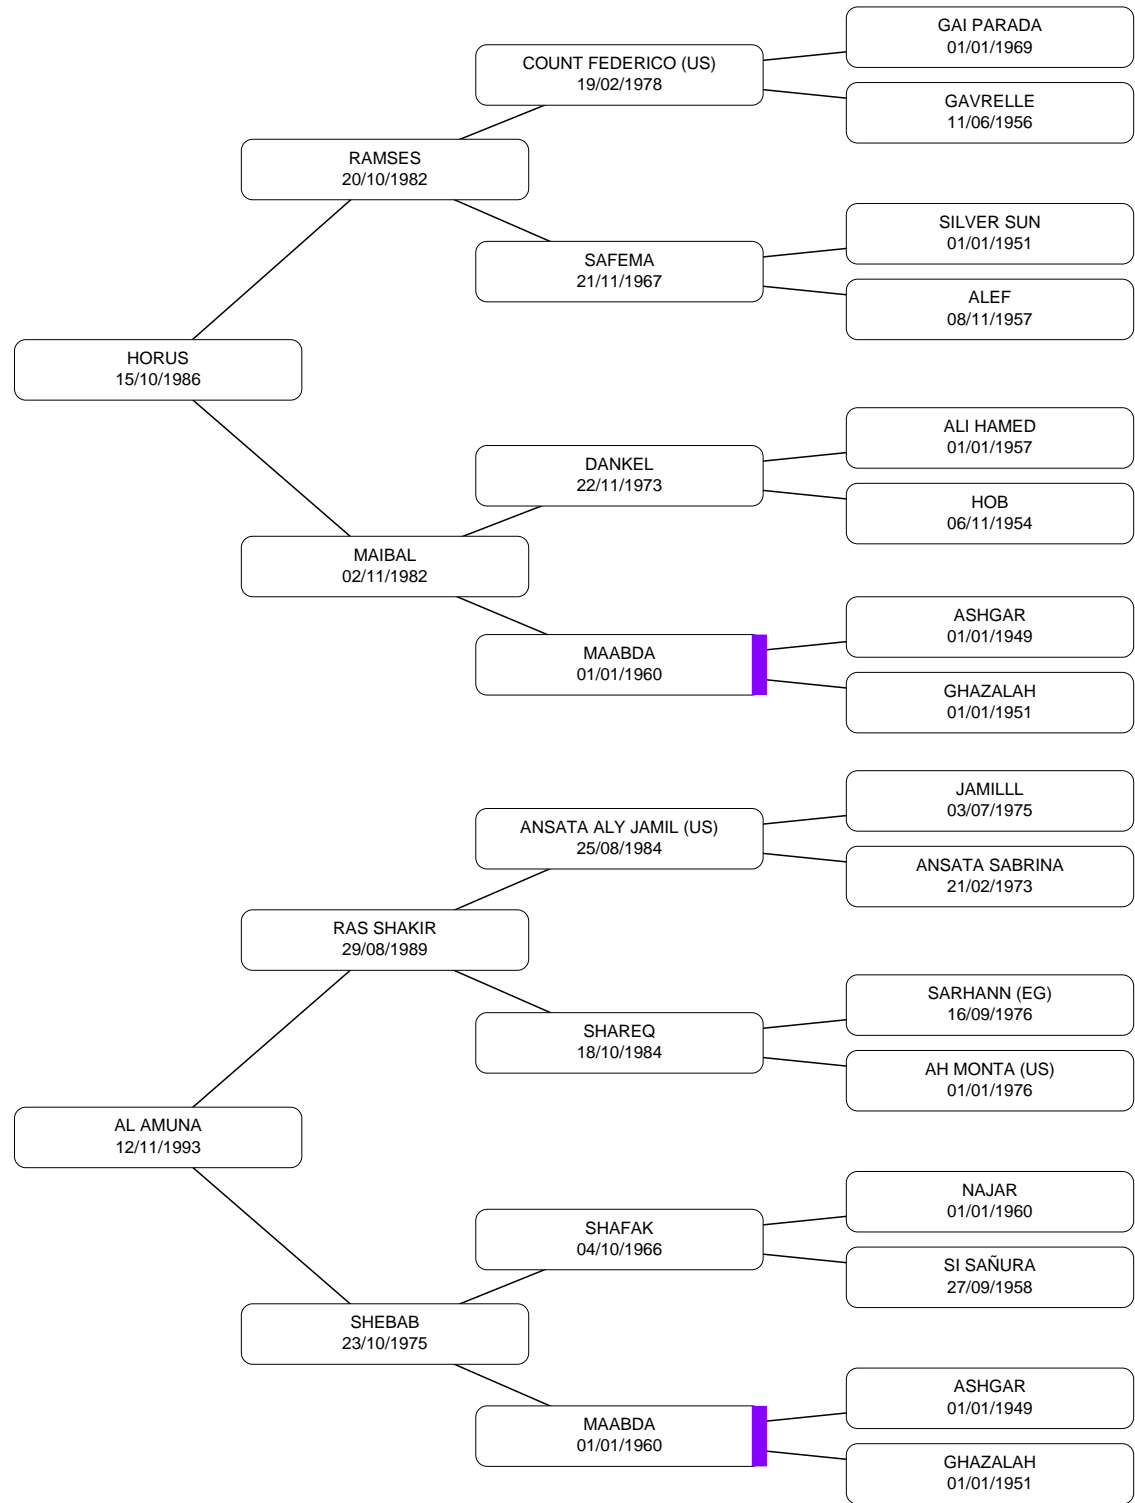 GAI PARADA
01/01/1969
COUNT FEDERICO (US)
19/02/1978
GAVRELLE
11/06/1956
RAMSES
20/10/1982
SILVER SUN
01/01/1951
SAFEMA
21/11/1967
ALEF
08/11/1957
HORUS
15/10/1986
ALI HAMED
01/01/1957
DANKEL
22/11/1973
HOB
06/11/1954
MAIBAL
02/11/1982
ASHGAR
01/01/1949
MAABDA
01/01/1960
GHAZALAH
01/01/1951
JAMILLL
03/07/1975
ANSATA ALY JAMIL (US)
25/08/1984
ANSATA SABRINA
21/02/1973
RAS SHAKIR
29/08/1989
SARHANN (EG)
16/09/1976
SHAREQ
18/10/1984
AH MONTA (US)
01/01/1976
AL AMUNA
12/11/1993
NAJAR
01/01/1960
SHAFAK
04/10/1966
SI SAÑURA
27/09/1958
SHEBAB
23/10/1975
ASHGAR
01/01/1949
MAABDA
01/01/1960
GHAZALAH
01/01/1951